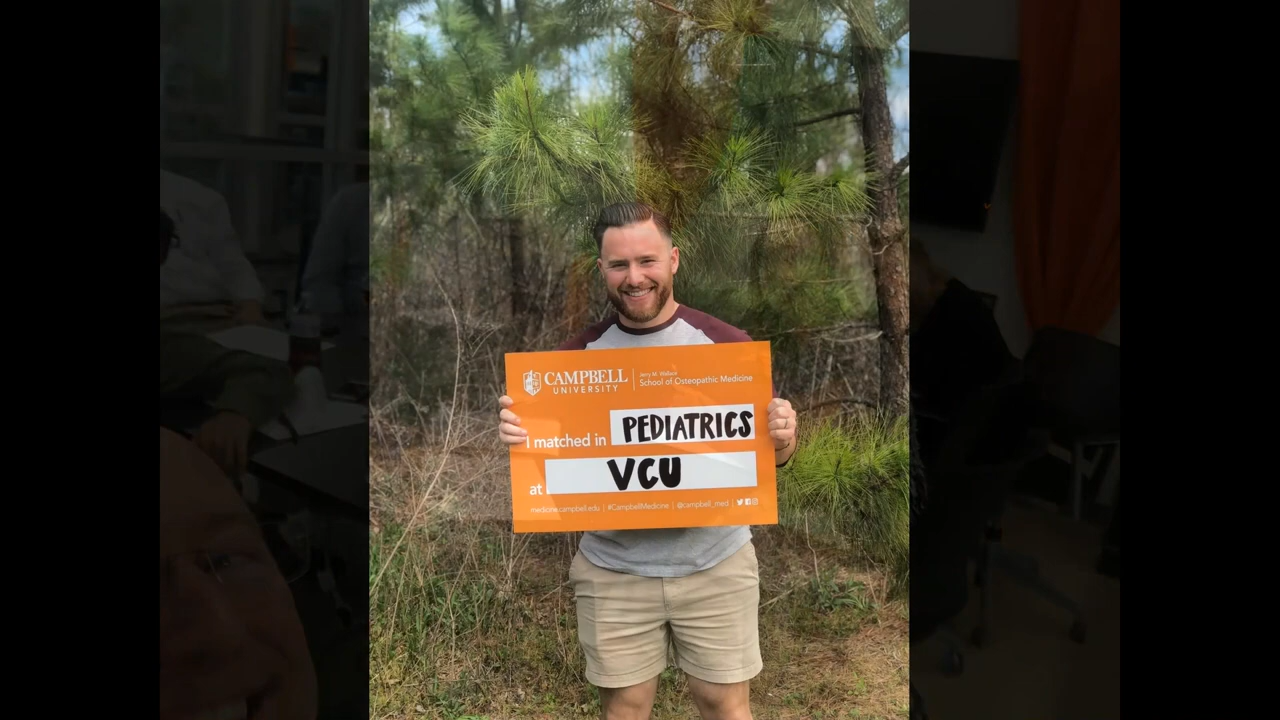 CAMPBELL
UNIVERSITY
Jerry M. Wallace
School of Osteopathic Medicine
I matched in PEDIATRICS
at VCU
medicine.campbell.edu | #CampbellMedicine | @campbell_med |